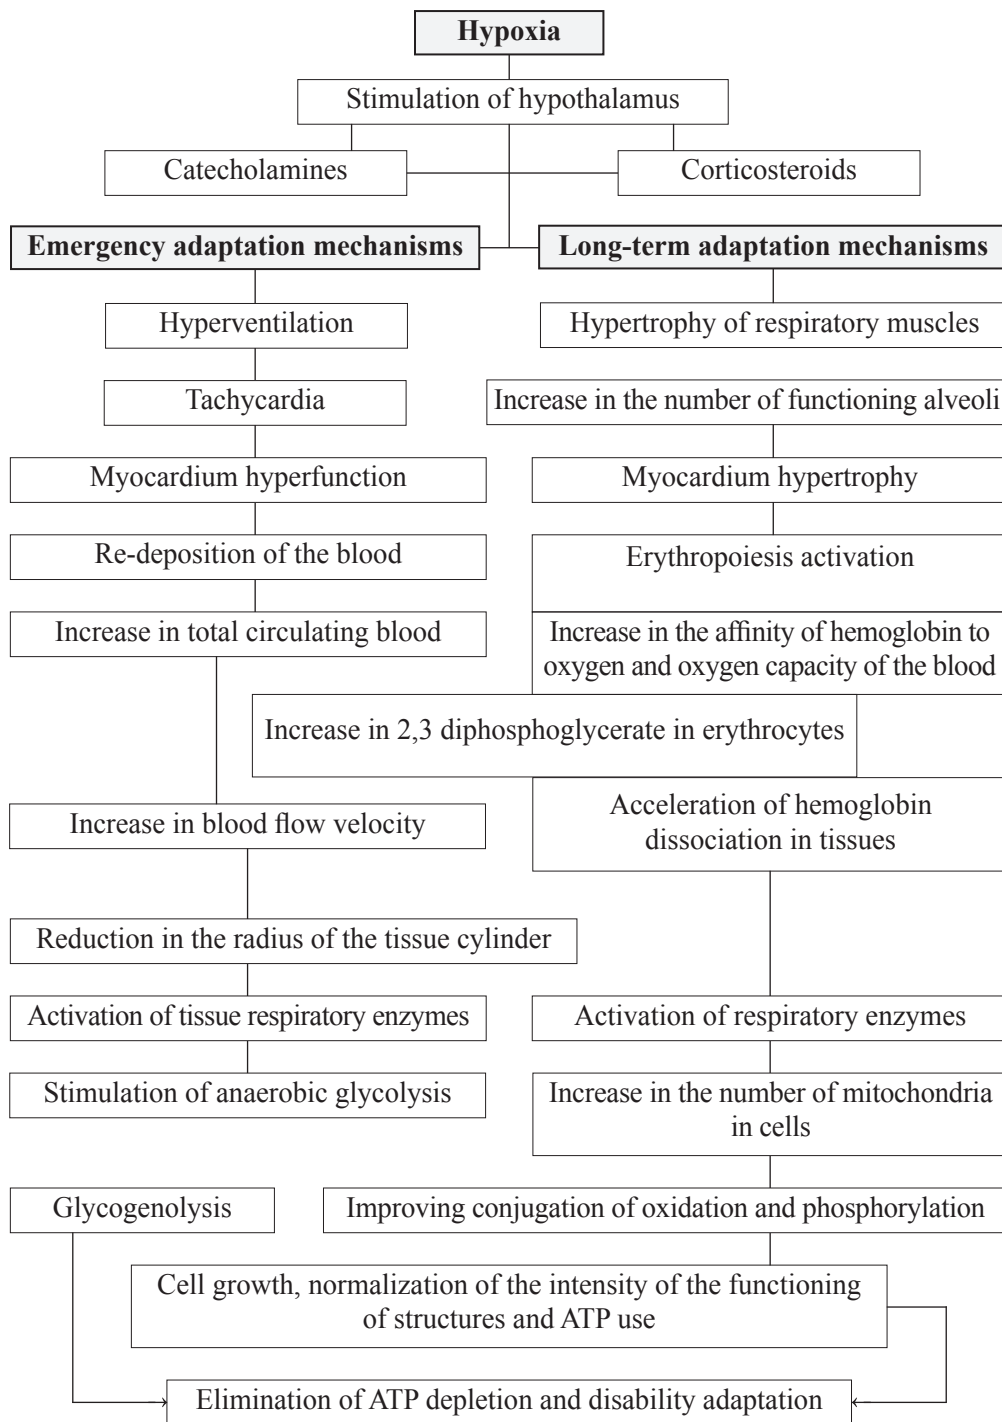 Hypoxia
Stimulation of hypothalamus
Catecholamines
Corticosteroids
Emergency adaptation mechanisms
Long-term adaptation mechanisms
Hyperventilation
Hypertrophy of respiratory muscles
Tachycardia
Increase in the number of functioning alveoli
Myocardium hyperfunction
Myocardium hypertrophy
Re-deposition of the blood
Erythropoiesis activation
Increase in total circulating blood
Increase in the affinity of hemoglobin to
oxygen and oxygen capacity of the blood
Increase in 2,3 diphosphoglycerate in erythrocytes
Increase in blood flow velocity
Acceleration of hemoglobin
dissociation in tissues
Reduction in the radius of the tissue cylinder
Activation of tissue respiratory enzymes
Activation of respiratory enzymes
Stimulation of anaerobic glycolysis
Increase in the number of mitochondria
in cells
Glycogenolysis
Improving conjugation of oxidation and phosphorylation
Cell growth, normalization of the intensity of the functioning
of structures and ATP use
Elimination of ATP depletion and disability adaptation